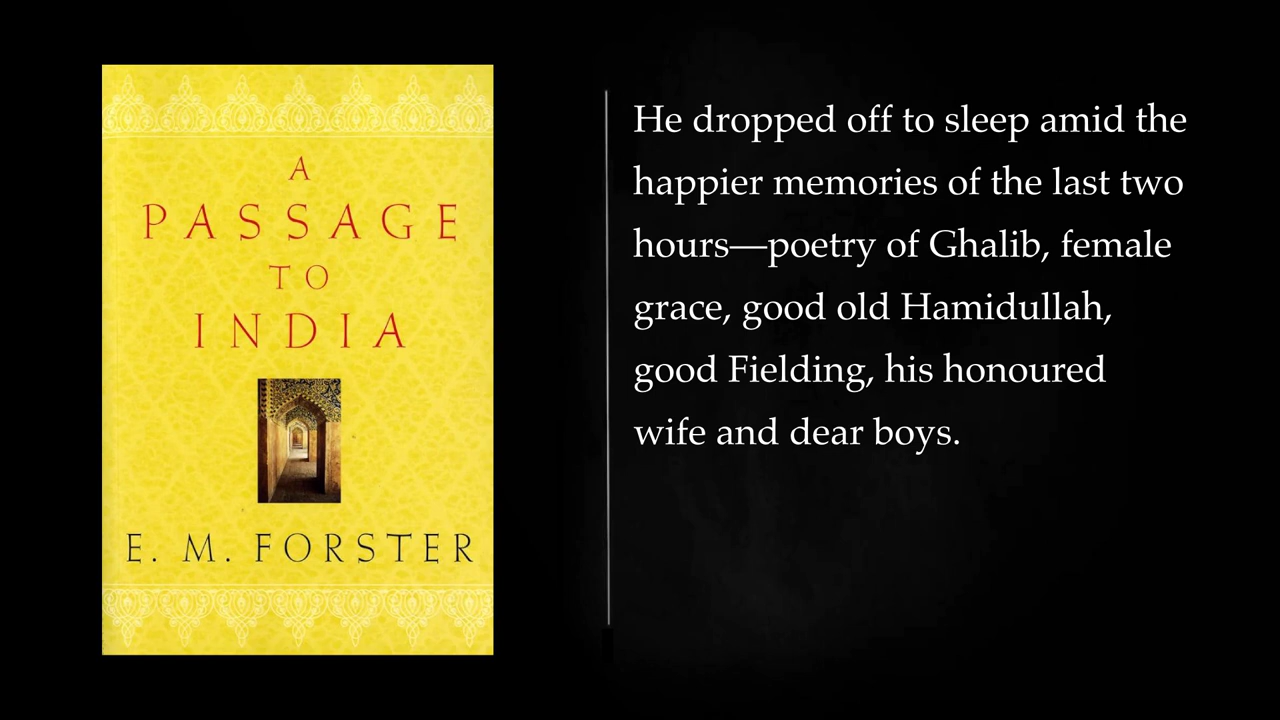 A
PASSAGE
TO
INDIA
E. M. FORSTER
He dropped off to sleep amid the
happier memories of the last two
hours—poetry of Ghalib, female
grace, good old Hamidullah,
good Fielding, his honoured
wife and dear boys.